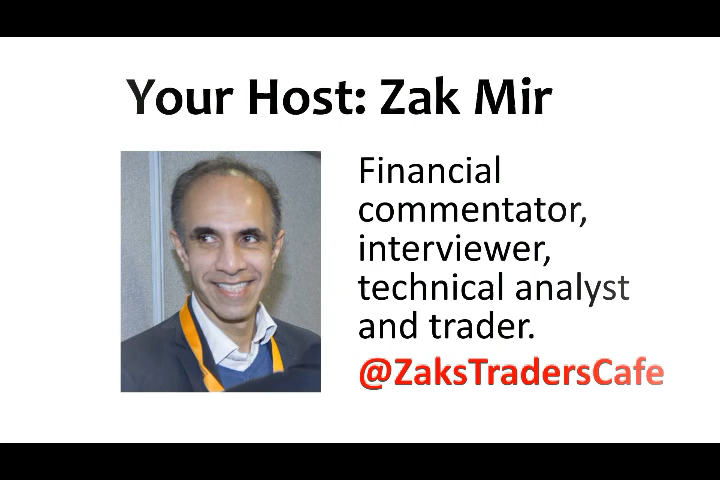 Your Host: Zak Mir
Financial
commentator,
interviewer,
technical analyst
and trader.
@ZaksTradersCafe